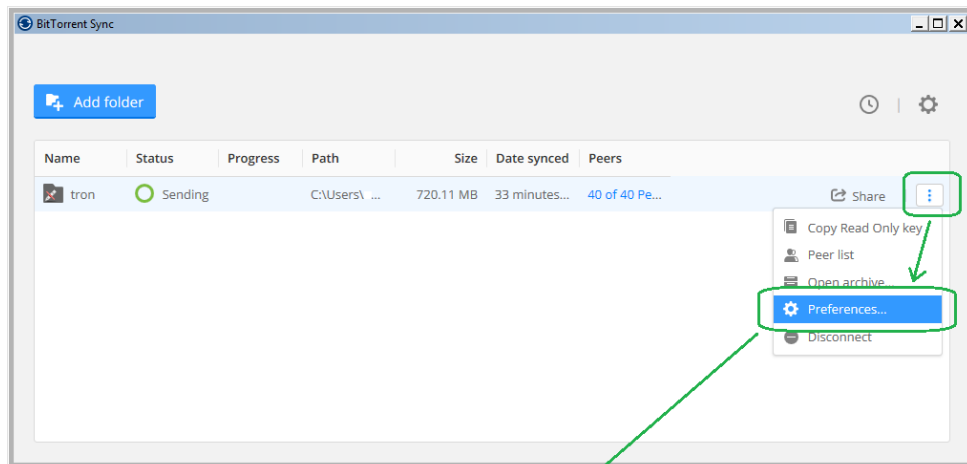 BitTorrent Sync
Add folder
Name Status Progress Path Size Date synced Peers
tron Sending C:\Users\ ... 720.11 MB 33 minutes... 40 of 40 Pe... Share
Copy Read Only key
Peer list
Open archive...
Preferences...
Disconnect